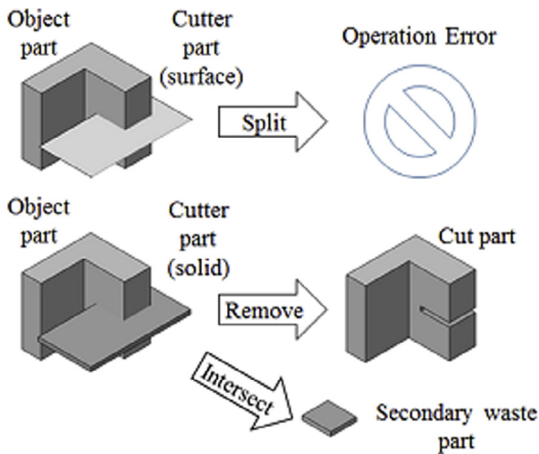 Object
part
Cutter
part
(surface)
Operation Error
Split
Object
part
Cutter
part
(solid)
Cut part
Remove
Intersect
Secondary waste
part